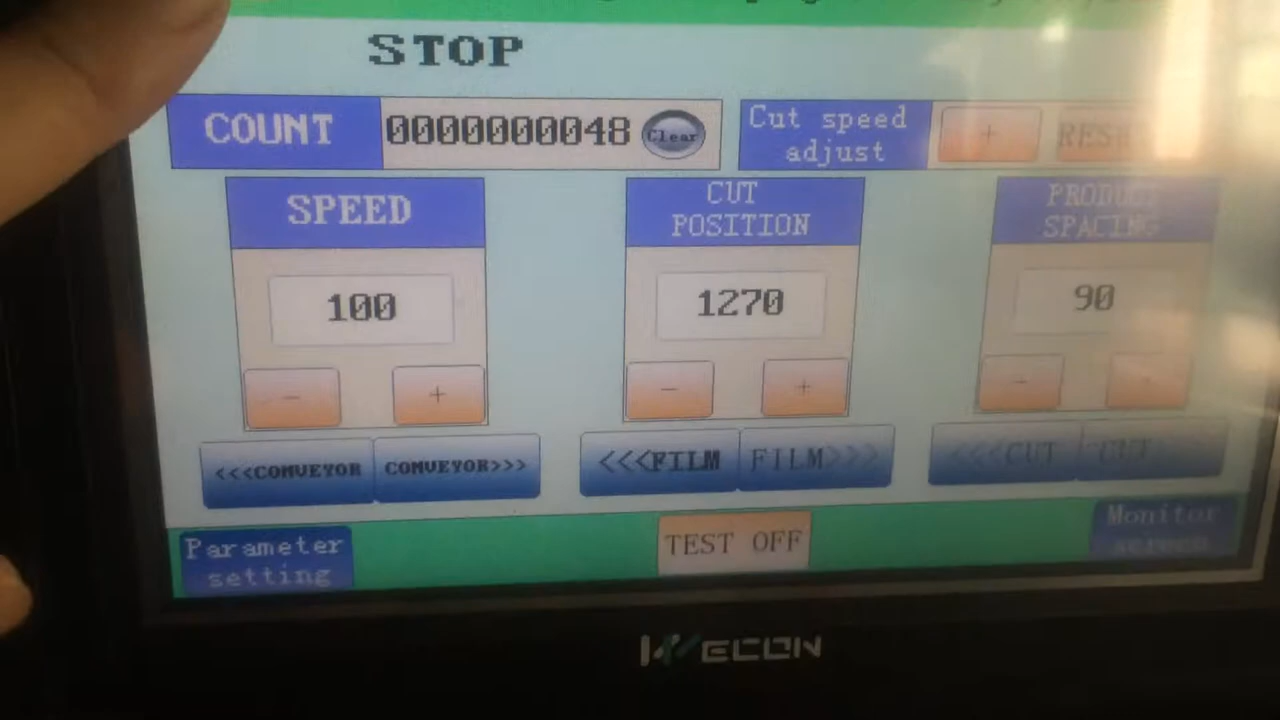 STOP
COUNT
0000000048
Clear
Cut speed
adjust
+
SPEED
CUT
POSITION
PRODUCT
SPACING
100
1270
90
- +
- +
<<<CONVEYOR
CONVEYOR>>>
<<<FILM
FILM>>>
<<<CUT
CUT
Parameter
setting
TEST OFF
Monitor
WECON